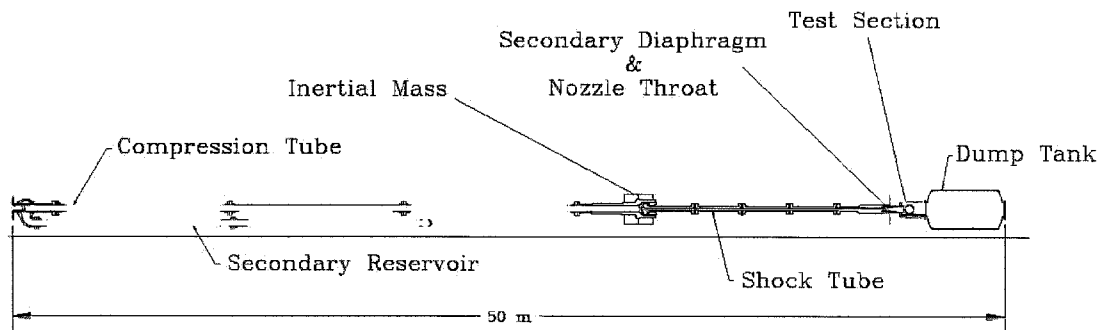 Test Section
Secondary Diaphragm
&
Nozzle Throat
Inertial Mass
Compression Tube
Dump Tank
Secondary Reservoir
Shock Tube
50 m